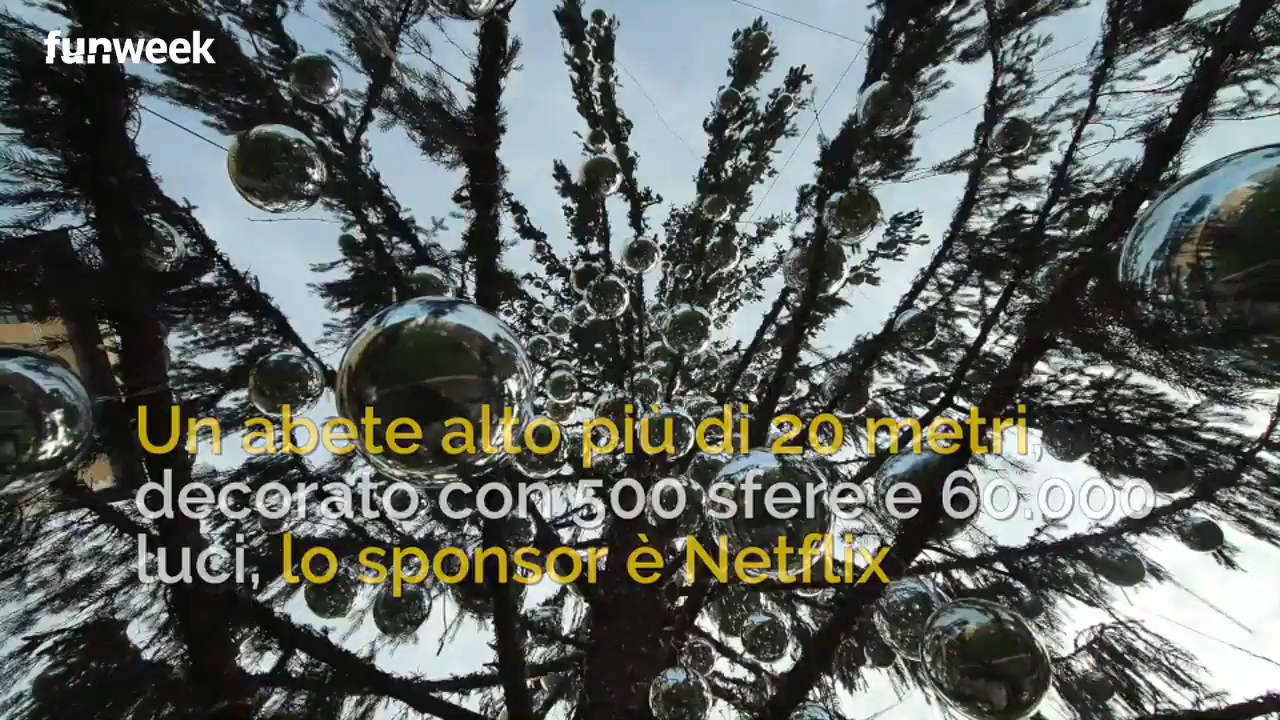 funweek
Un abete alto più di 20 metri,
decorato con 500 sfere e 60.000
luci, lo sponsor è Netflix